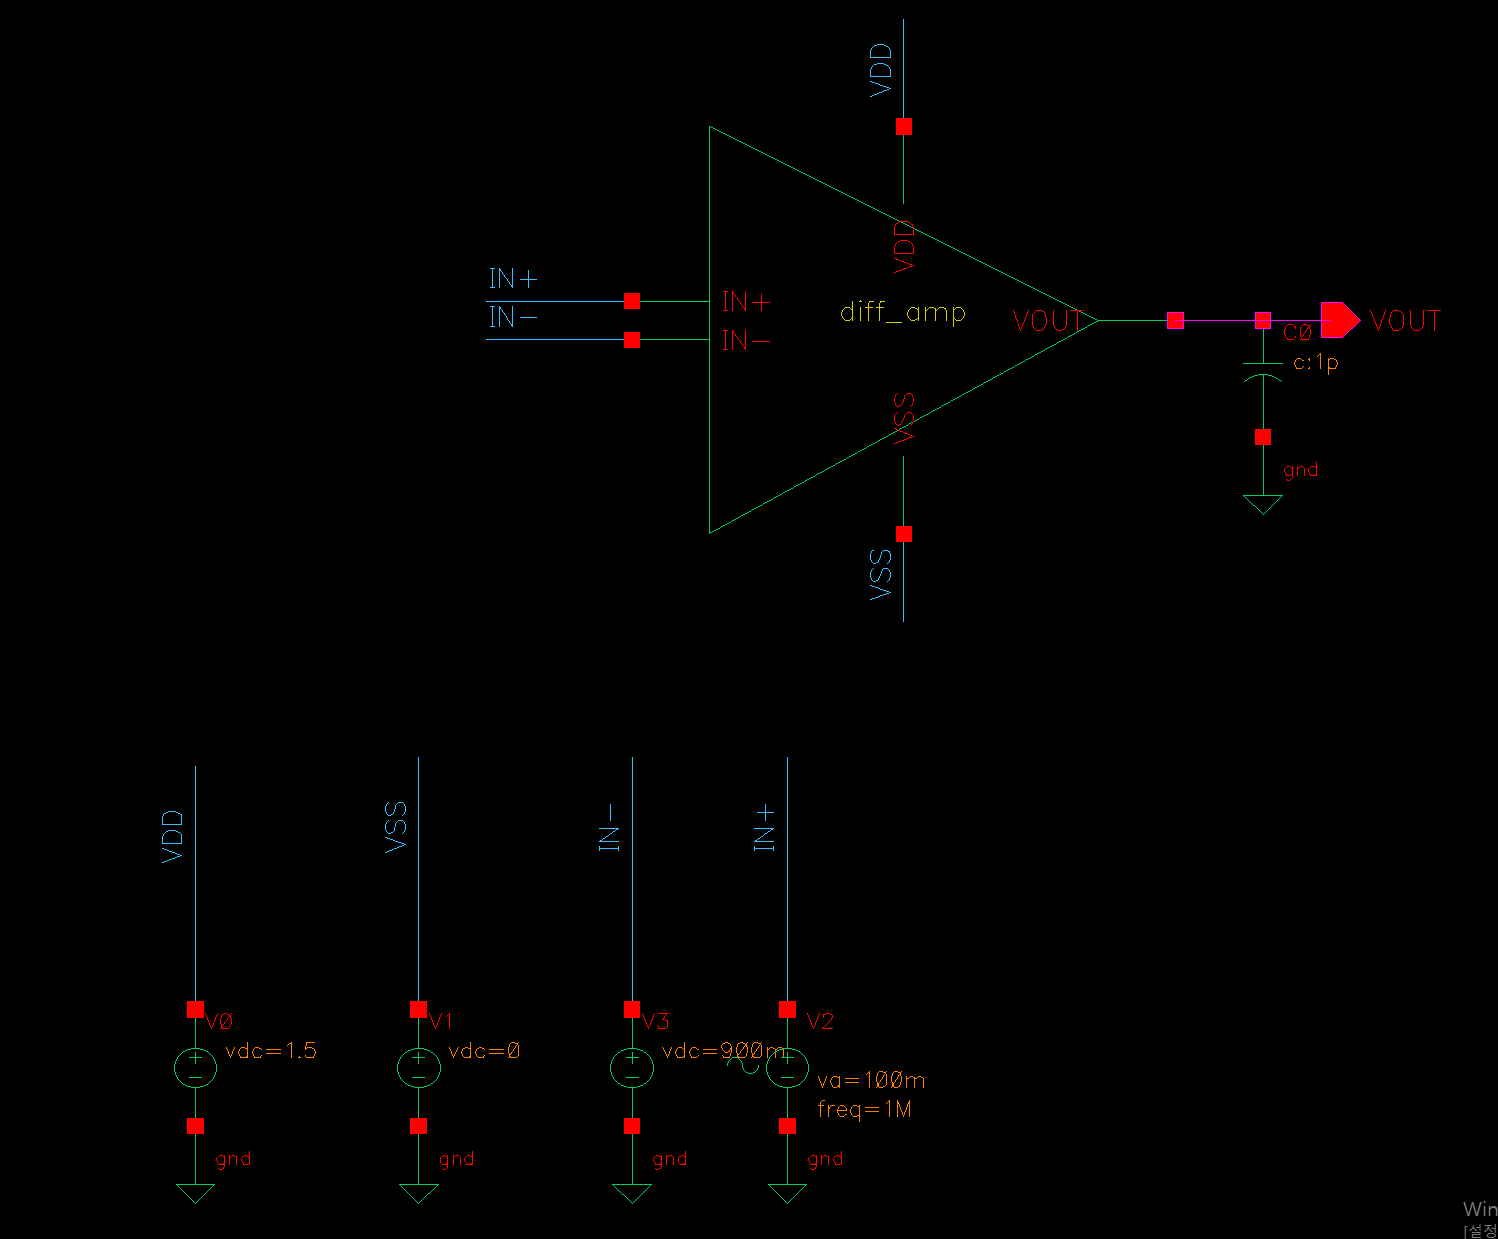 VDD
VDD
IN+
IN+
IN-
IN-
diff_amp
VOUT
VOUT
C0
c:1p
VSS
gnd
VSS
VDD
VSS
IN-
IN+
V0
V1
V3
V2
vdc=1.5
vdc=0
vdc=900m
va=100m
freq=1M
gnd
gnd
gnd
gnd
Win
[설정